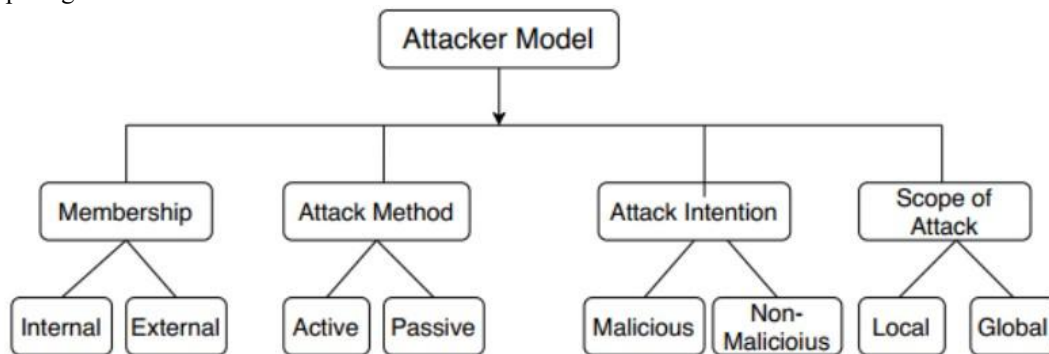 Attacker Model
Membership
Attack Method
Attack Intention
Scope of
Attack
Internal
External
Active
Passive
Malicious
Non-
Malicioius
Local
Global